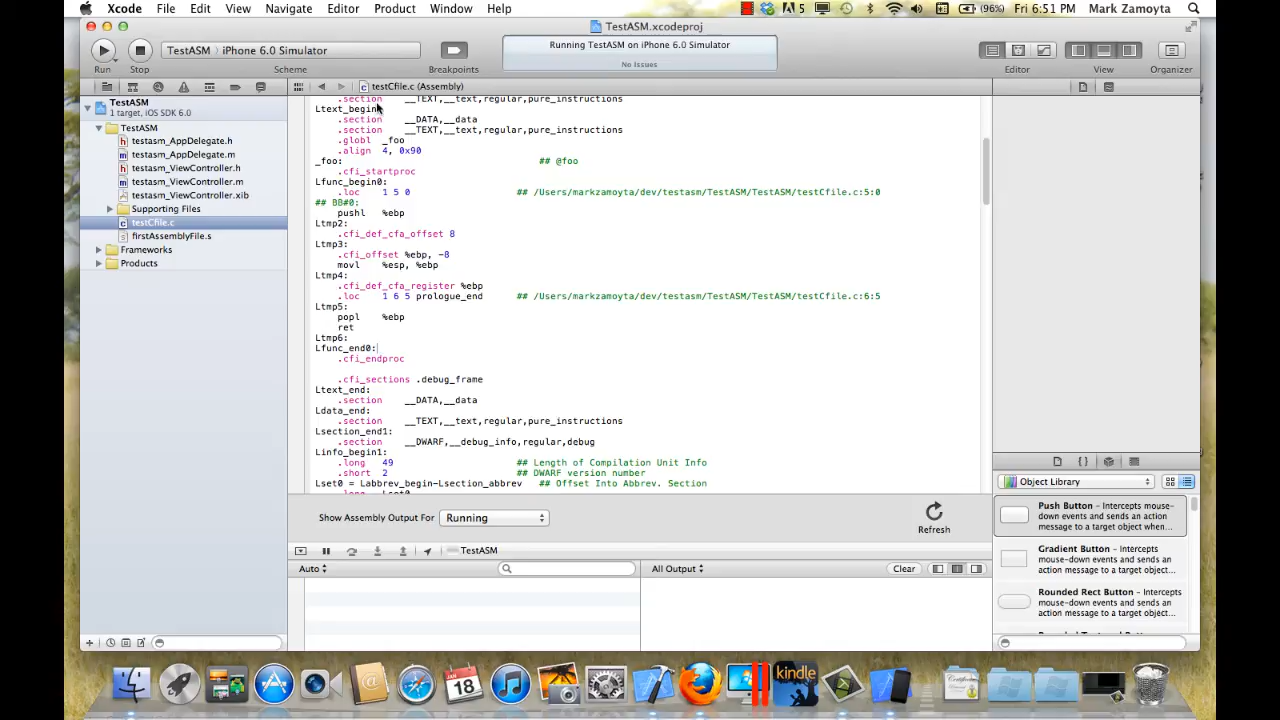 Xcode File Edit View Navigate Editor Product Window Help 5 (96%) Fri 6:51 PM Mark Zamoyta
TestASM.xcodeproj
TestASM iPhone 6.0 Simulator
Running TestASM on iPhone 6.0 Simulator
No Issues
Run Stop Scheme Breakpoints Editor View Organizer
testCfile.c (Assembly)
TestASM
1 target, iOS SDK 6.0
TestASM
testasm_AppDelegate.h
testasm_AppDelegate.m
testasm_ViewController.h
testasm_ViewController.m
testasm_ViewController.xib
Supporting Files
testCfile.c
firstAssemblyFile.s
Frameworks
Products
.section __TEXT,__text,regular,pure_instructions
Ltext_begin:
.section __DATA,__data
.section __TEXT,__text,regular,pure_instructions
.globl _foo
.align 4, 0x90
_foo: ## @foo
.cfi_startproc
Lfunc_begin0:
.loc 1 5 0 ## /Users/markzamoyta/dev/testasm/TestASM/TestASM/testCfile.c:5:0
## BB#0:
pushl %ebp
Ltmp2:
.cfi_def_cfa_offset 8
Ltmp3:
.cfi_offset %ebp, -8
movl %esp, %ebp
Ltmp4:
.cfi_def_cfa_register %ebp
.loc 1 6 5 prologue_end ## /Users/markzamoyta/dev/testasm/TestASM/TestASM/testCfile.c:6:5
Ltmp5:
popl %ebp
ret
Ltmp6:
Lfunc_end0:
.cfi_endproc
.cfi_sections .debug_frame
Ltext_end:
.section __DATA,__data
Ldata_end:
.section __TEXT,__text,regular,pure_instructions
Lsection_end1:
.section __DWARF,__debug_info,regular,debug
Linfo_begin1:
.long 49 ## Length of Compilation Unit Info
.short 2 ## DWARF version number
Lset0 = Labbrev_begin-Lsection_abbrev ## Offset Into Abbrev. Section
.long Lset0
Show Assembly Output For Running
Refresh
TestASM
Auto
All Output
Clear
Object Library
Push Button - Intercepts mouse-
down events and sends an action
message to a target object when...
Gradient Button - Intercepts
mouse-down events and sends an
action message to a target object...
Rounded Rect Button - Intercepts
mouse-down events and sends an
action message to a target object...
JAN
18
kindle